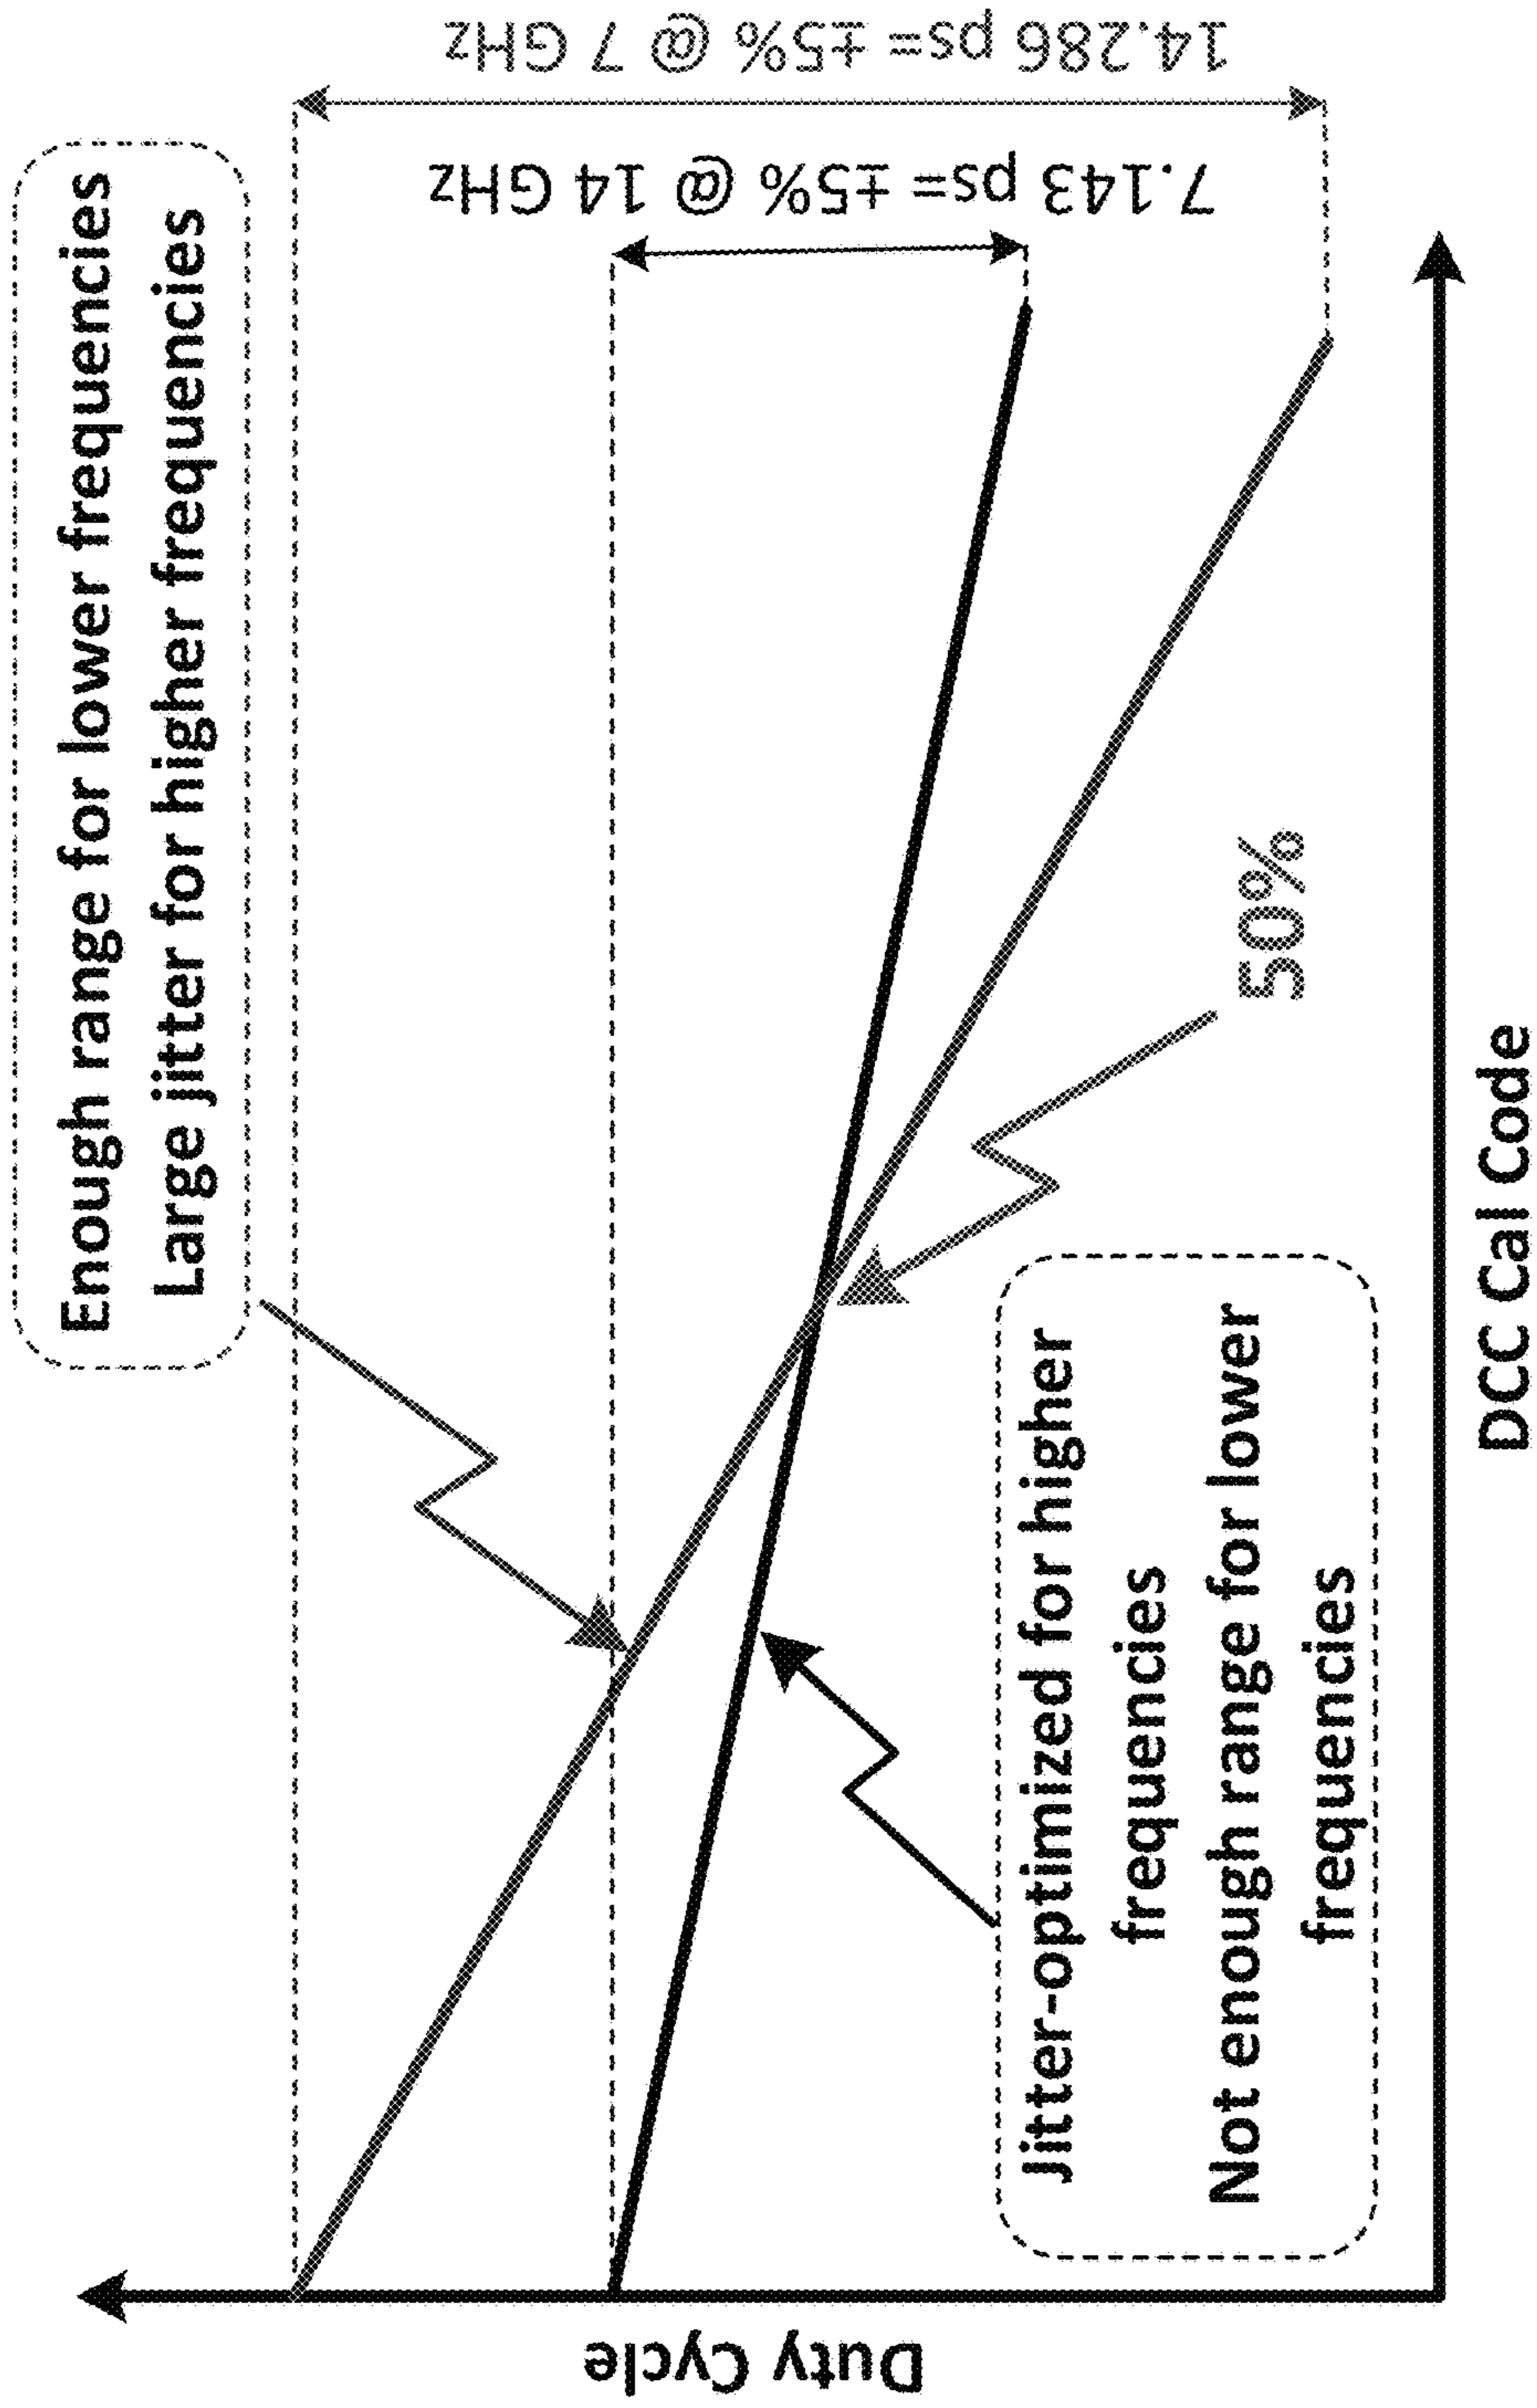 Enough range for lower frequencies
Large jitter for higher frequencies
14.286 ps= ±5% @ 7 GHz
7.143 ps= ±5% @ 14 GHz
50%
Jitter-optimized for higher
frequencies
Not enough range for lower
frequencies
Duty Cycle
DCC Cal Code